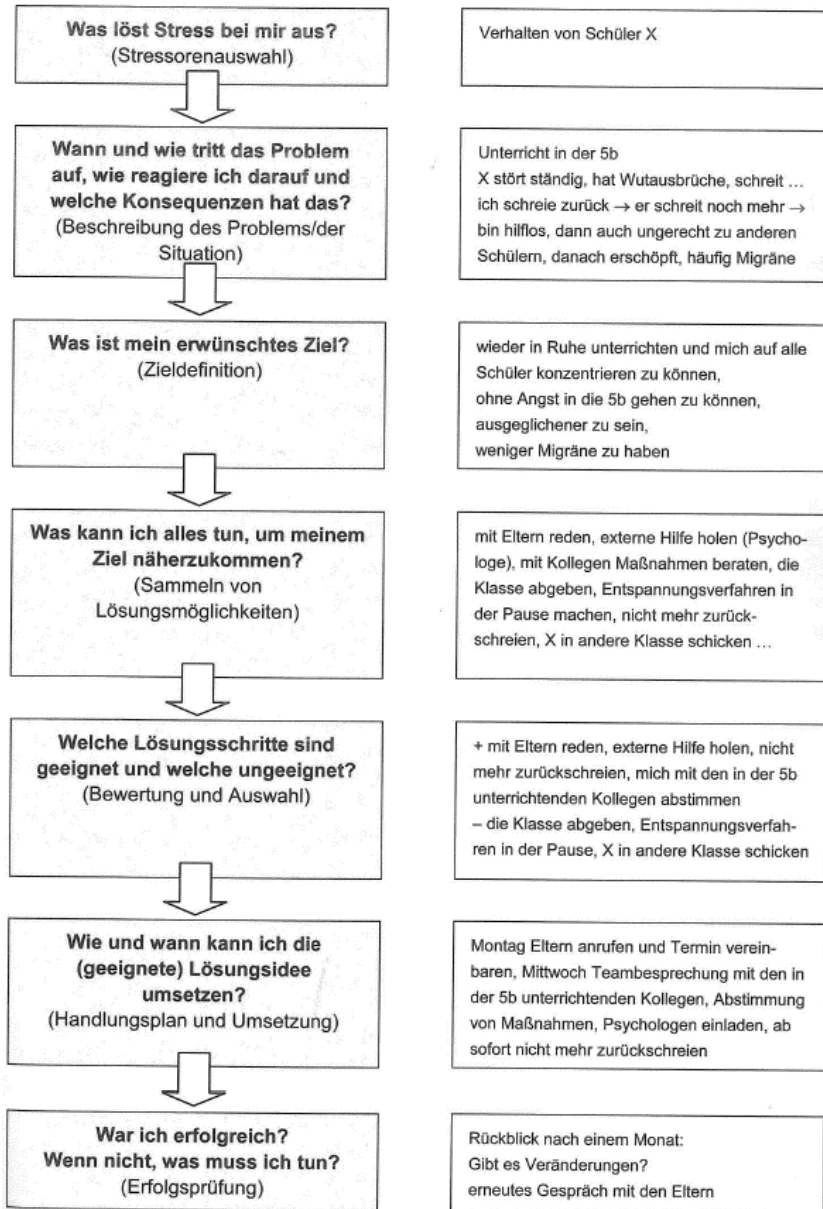 Was löst Stress bei mir aus?
(Stressorenauswahl)
Verhalten von Schüler X
Wann und wie tritt das Problem
auf, wie reagiere ich darauf und
welche Konsequenzen hat das?
(Beschreibung des Problems/der
Situation)
Unterricht in der 5b
X stört ständig, hat Wutausbrüche, schreit ...
ich schreie zurück → er schreit noch mehr →
bin hilflos, dann auch ungerecht zu anderen
Schülern, danach erschöpft, häufig Migräne
Was ist mein erwünschtes Ziel?
(Zieldefinition)
wieder in Ruhe unterrichten und mich auf alle
Schüler konzentrieren zu können,
ohne Angst in die 5b gehen zu können,
ausgeglichener zu sein,
weniger Migräne zu haben
Was kann ich alles tun, um meinem
Ziel näherzukommen?
(Sammeln von
Lösungsmöglichkeiten)
mit Eltern reden, externe Hilfe holen (Psycho-
loge), mit Kollegen Maßnahmen beraten, die
Klasse abgeben, Entspannungsverfahren in
der Pause machen, nicht mehr zurück-
schreien, X in andere Klasse schicken ...
Welche Lösungsschritte sind
geeignet und welche ungeeignet?
(Bewertung und Auswahl)
+ mit Eltern reden, externe Hilfe holen, nicht
mehr zurückschreien, mich mit den in der 5b
unterrichtenden Kollegen abstimmen
– die Klasse abgeben, Entspannungsverfah-
ren in der Pause, X in andere Klasse schicken
Wie und wann kann ich die
(geeignete) Lösungsidee
umsetzen?
(Handlungsplan und Umsetzung)
Montag Eltern anrufen und Termin verein-
baren, Mittwoch Teambesprechung mit den in
der 5b unterrichtenden Kollegen, Abstimmung
von Maßnahmen, Psychologen einladen, ab
sofort nicht mehr zurückschreien
War ich erfolgreich?
Wenn nicht, was muss ich tun?
(Erfolgsprüfung)
Rückblick nach einem Monat:
Gibt es Veränderungen?
erneutes Gespräch mit den Eltern